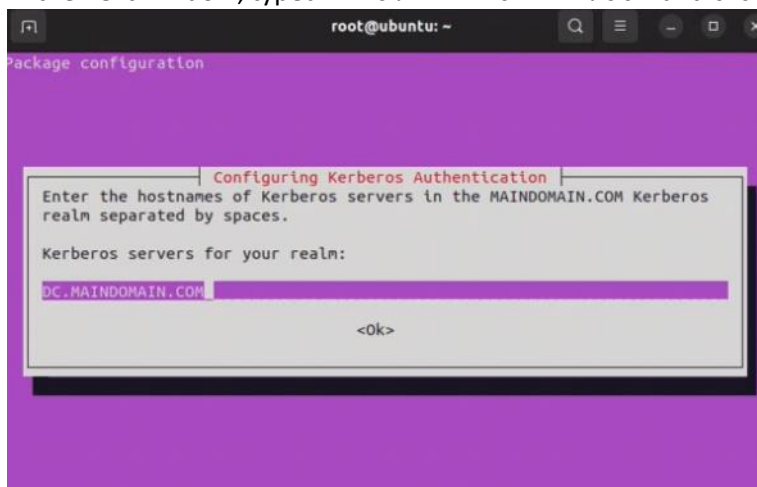 root@ubuntu: ~
Package configuration
Configuring Kerberos Authentication
Enter the hostnames of Kerberos servers in the MAINDOMAIN.COM Kerberos
realm separated by spaces.
Kerberos servers for your realm:
DC.MAINDOMAIN.COM
<Ok>